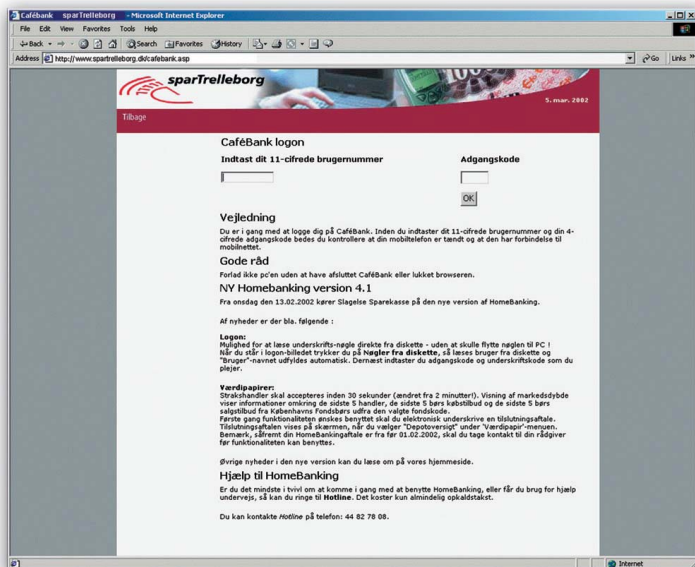 Cafébank sparTrelleborg - Microsoft Internet Explorer
File Edit View Favorites Tools Help
Back Search Favorites History
Address http://www.spartrelleborg.dk/cafebank.asp Go Links »
sparTrelleborg
5. mar. 2002
Tilbage
CaféBank logon
Indtast dit 11-cifrede brugernummer Adgangskode
OK
Vejledning
Du er i gang med at logge dig på CaféBank. Inden du indtaster dit 11-cifrede brugernummer og din 4-
cifrede adgangskode bedes du kontrollere at din mobiltelefon er tændt og at den har forbindelse til
mobilnettet.
Gode råd
Forlad ikke pc'en uden at have afsluttet CaféBank eller lukket browseren.
NY Homebanking version 4.1
Fra onsdag den 13.02.2002 kører Slagelse Sparekasse på den nye version af HomeBanking.
Af nyheder er der bla. følgende :
Logon:
Mulighed for at læse underskrifts-nøgle direkte fra diskette - uden at skulle flytte nøglen til PC !
Når du står i logon-billedet trykker du på Nøgler fra diskette, så læses bruger fra diskette og
"Bruger"-navnet udfyldes automatisk. Dernæst indtaster du adgangskode og underskriftskode som du
plejer.
Værdipapirer:
Strakshandler skal accepteres inden 30 sekunder (ændret fra 2 minutter!). Visning af markedsdybde
viser informationer omkring de sidste 5 handler, de sidste 5 børs købstilbud og de sidste 5 børs
salgstilbud fra Københavns Fondsbørs udfra den valgte fondskode.
Første gang funktionaliteten ønskes benyttet skal du elektronisk underskrive en tilslutningsaftale.
Tilslutningsaftalen vises på skærmen, når du vælger "Depotoversigt" under 'Værdipapir'-menuen.
Bemærk, såfremt din HomeBankingaftale er fra før 01.02.2002, skal du tage kontakt til din rådgiver
før funktionaliteten kan benyttes.
Øvrige nyheder i den nye version kan du læse om på vores hjemmeside.
Hjælp til HomeBanking
Er du det mindste i tvivl om at komme i gang med at benytte HomeBanking, eller får du brug for hjælp
undervejs, så kan du ringe til Hotline. Det koster kun almindelig opkaldstakst.
Du kan kontakte Hotline på telefon: 44 82 78 08.
Internet